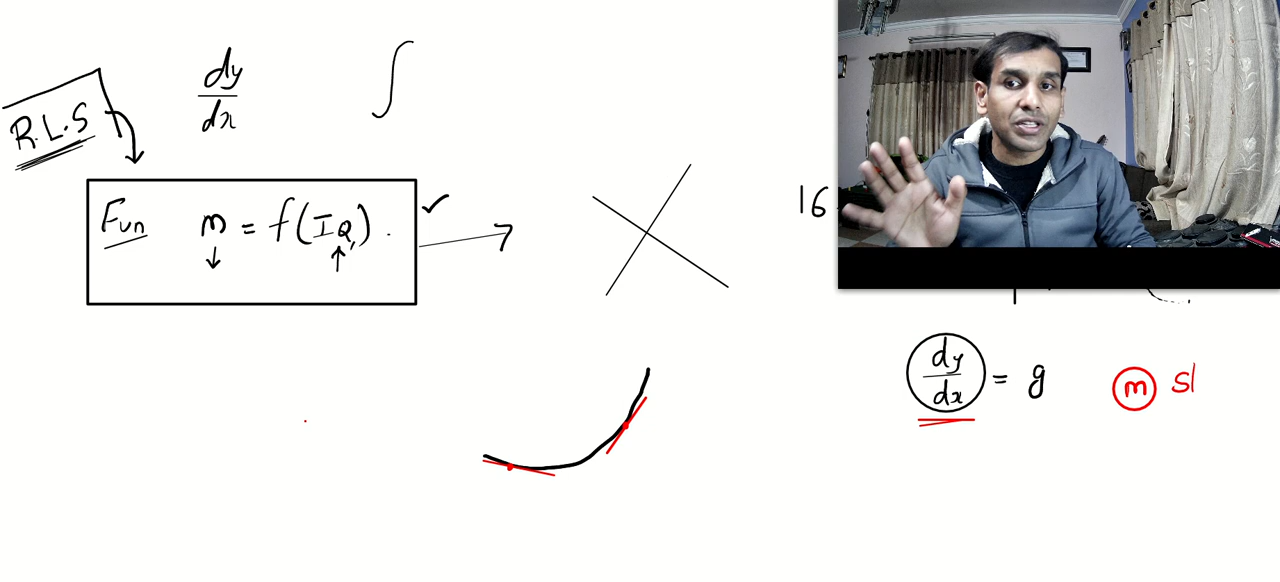 R.L.S
dy
dx
∫
Fun m = f(IQ).
16
dy
dx
= g
m sl